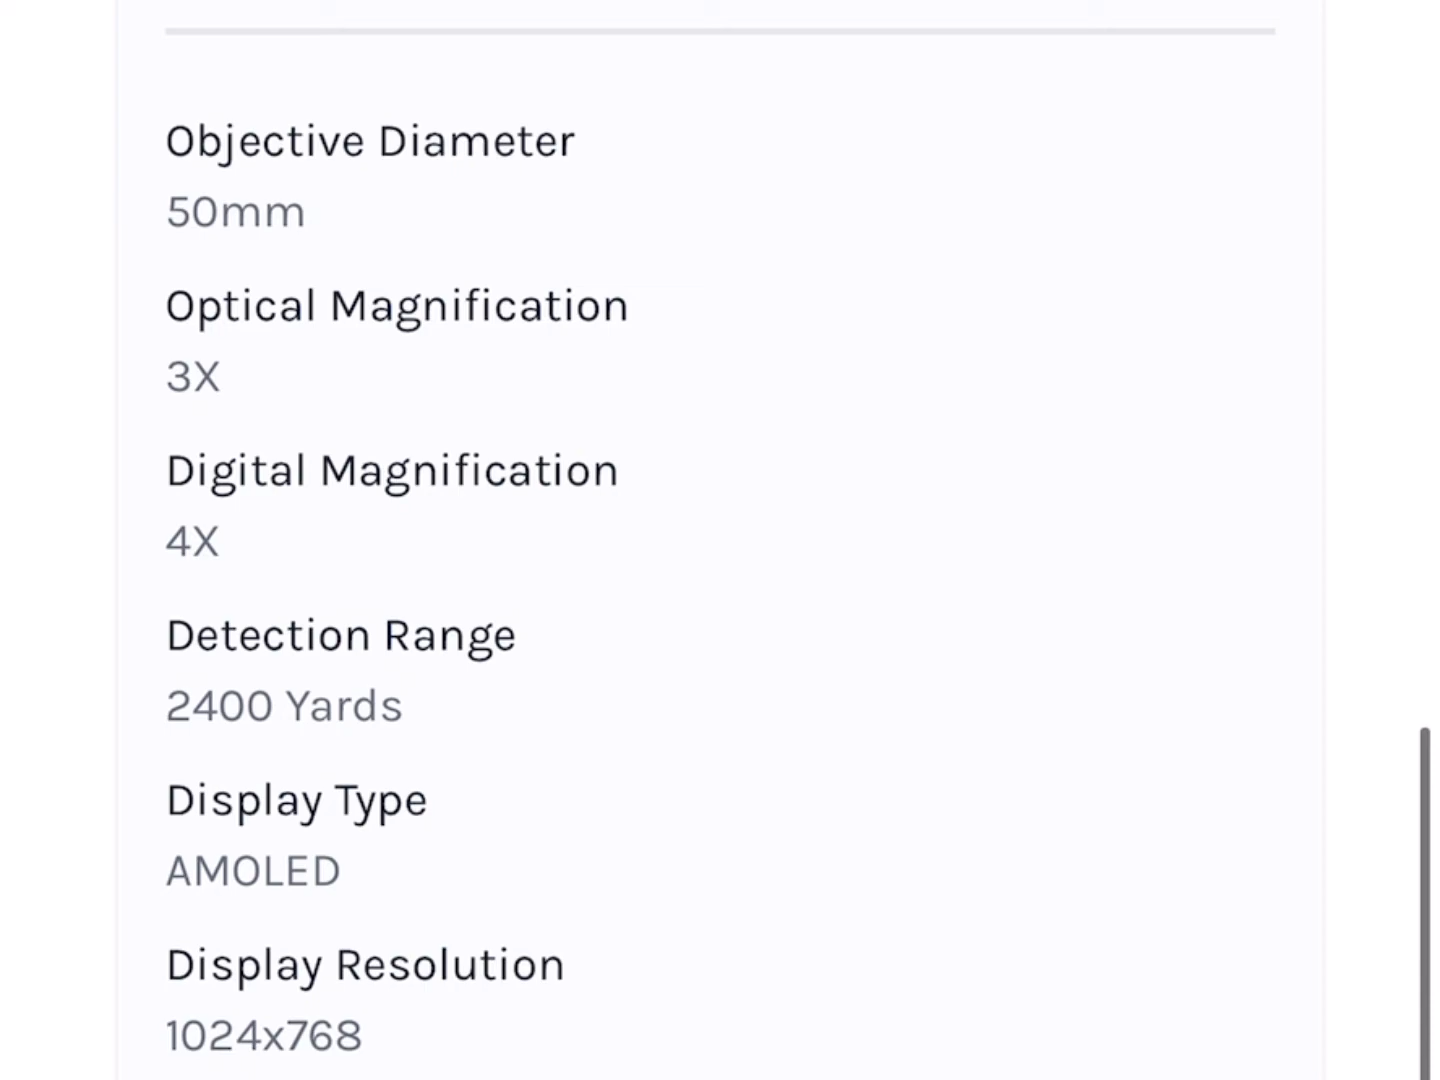 Objective Diameter
50mm
Optical Magnification
3X
Digital Magnification
4X
Detection Range
2400 Yards
Display Type
AMOLED
Display Resolution
1024x768